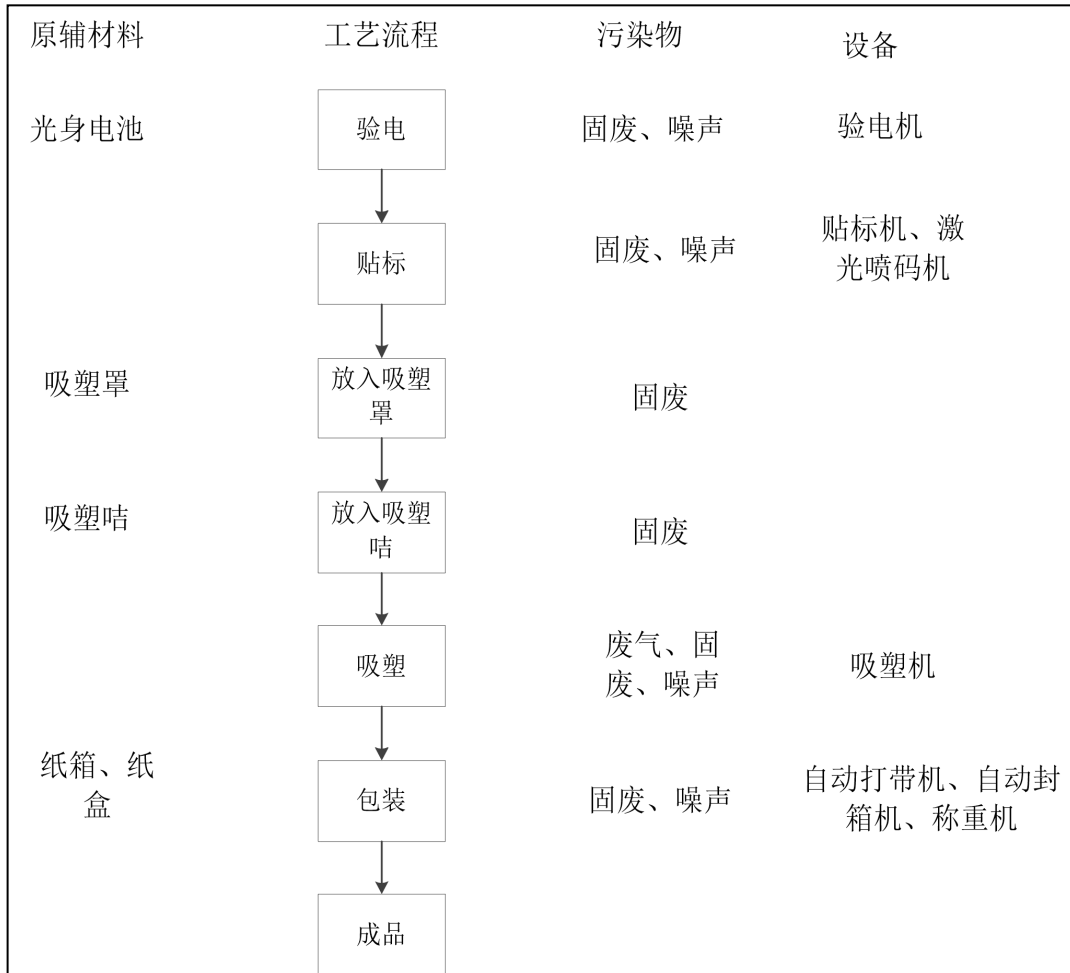 原辅材料 工艺流程 污染物 设备
光身电池 验电 固废、噪声 验电机
贴标 固废、噪声 贴标机、激
光喷码机
吸塑罩 放入吸塑
罩 固废
吸塑咭 放入吸塑
咭 固废
吸塑 废气、固
废、噪声 吸塑机
纸箱、纸
盒 包装 固废、噪声 自动打带机、自动封
箱机、称重机
成品